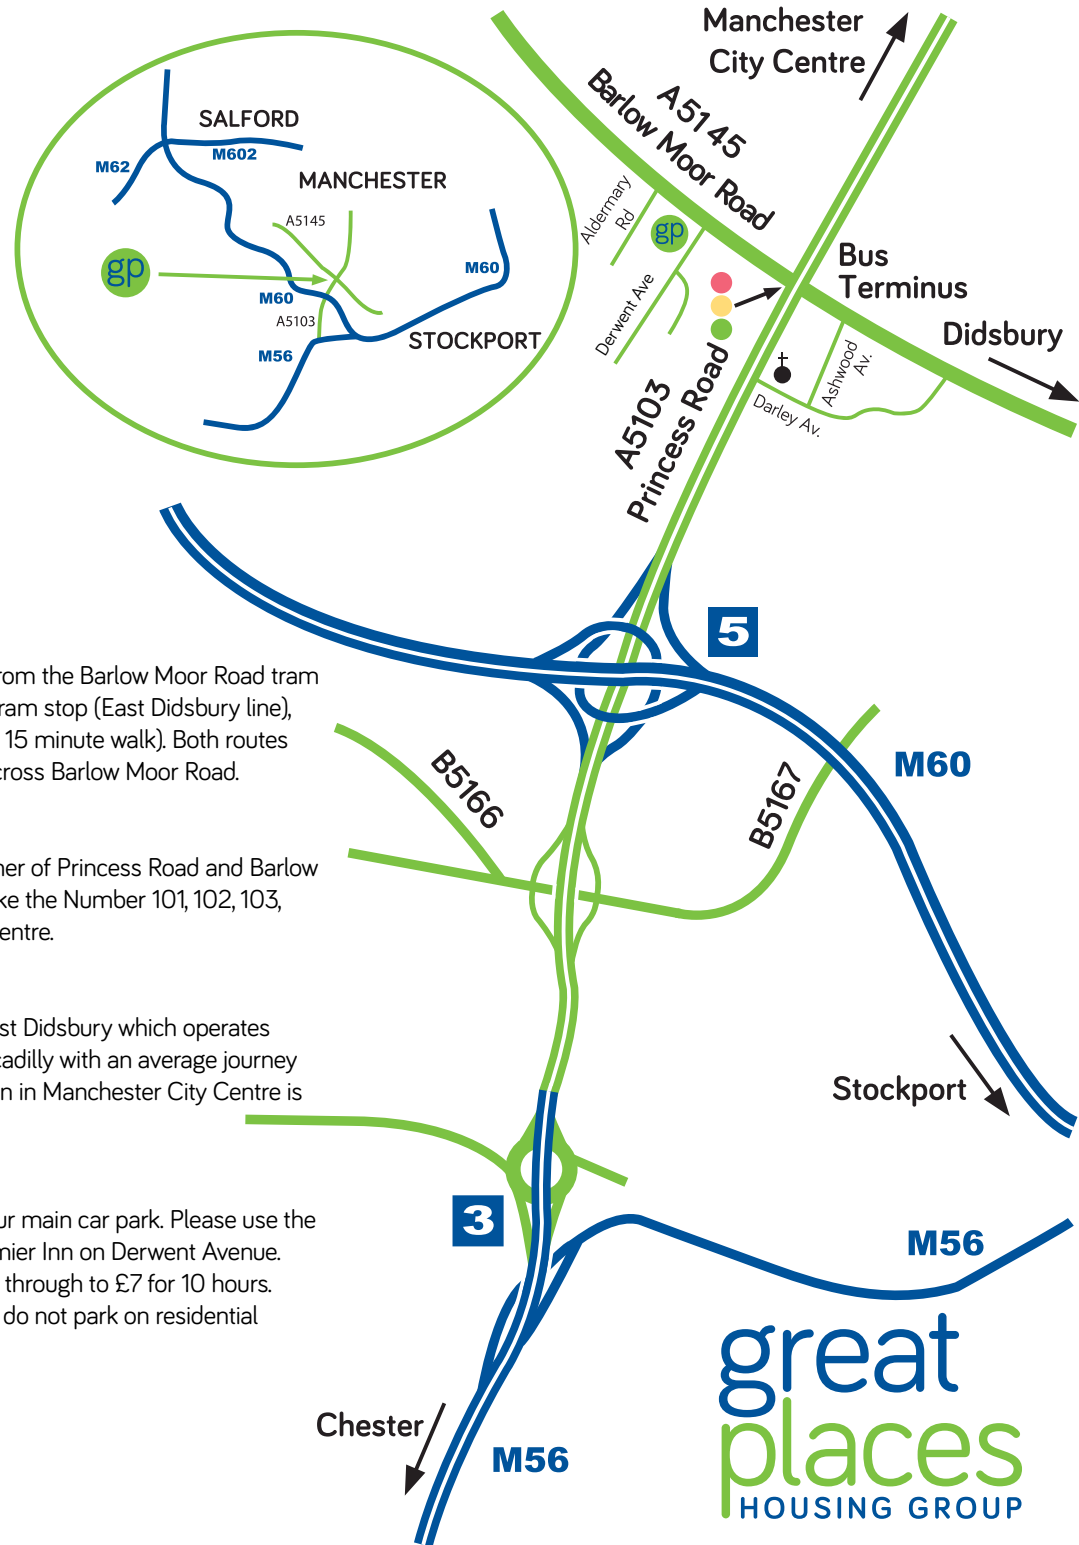 Manchester
City Centre
A5145
Barlow Moor Road
SALFORD
M62
M602
MANCHESTER
A5145
gp
M60
M60
A5103
M56
STOCKPORT
Aldermary
Rd
gp
Derwent Ave
Bus
Terminus
Didsbury
Ashwood
Av.
Darley Av.
A5103
Princess Road
5
rom the Barlow Moor Road tram
ram stop (East Didsbury line),
15 minute walk). Both routes
cross Barlow Moor Road.
B5166
B5167
M60
ner of Princess Road and Barlow
ke the Number 101, 102, 103,
entre.
st Didsbury which operates
cadilly with an average journey
n in Manchester City Centre is
Stockport
ur main car park. Please use the
mier Inn on Derwent Avenue.
through to £7 for 10 hours.
do not park on residential
3
M56
Chester
M56
great
places
HOUSING GROUP